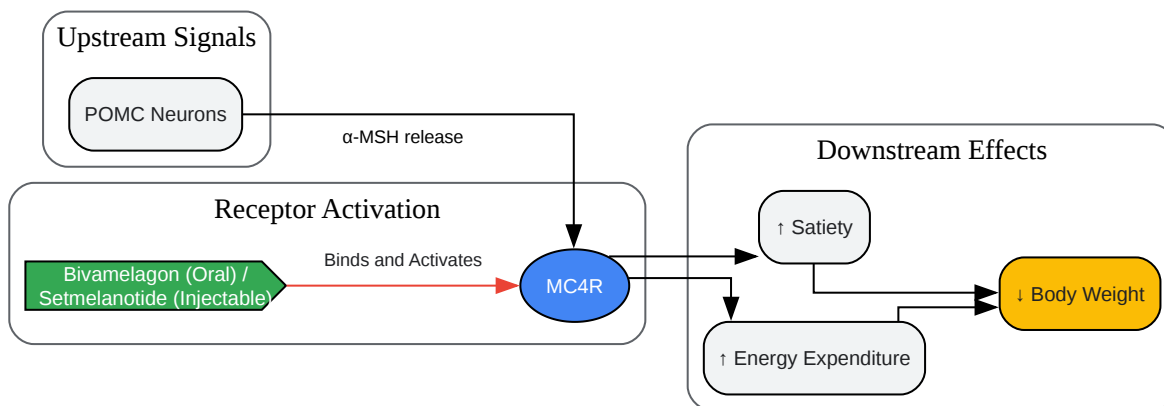 Upstream Signals
POMC Neurons
α-MSH release
Receptor Activation
Bivamelagon (Oral) /
Setmelanotide (Injectable)
Binds and Activates
MC4R
Downstream Effects
↑ Satiety
↑ Energy Expenditure
↓ Body Weight